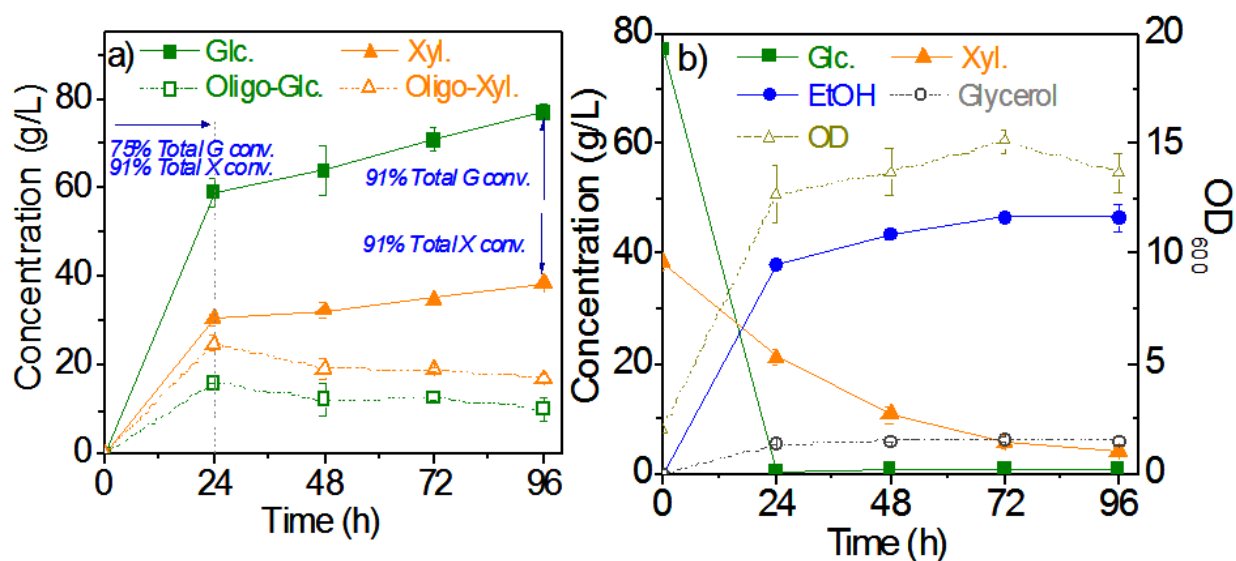 a)
Glc.
Xyl.
Oligo-Glc.
Oligo-Xyl.
75% Total G conv.
91% Total X conv.
91% Total G conv.
91% Total X conv.
Concentration (g/L)
80
60
40
20
0
0 24 48 72 96
Time (h)
b)
Glc.
Xyl.
EtOH
Glycerol
OD
Concentration (g/L)
80
60
40
20
0
0 24 48 72 96
Time (h)
20
15
10
5
0
OD600